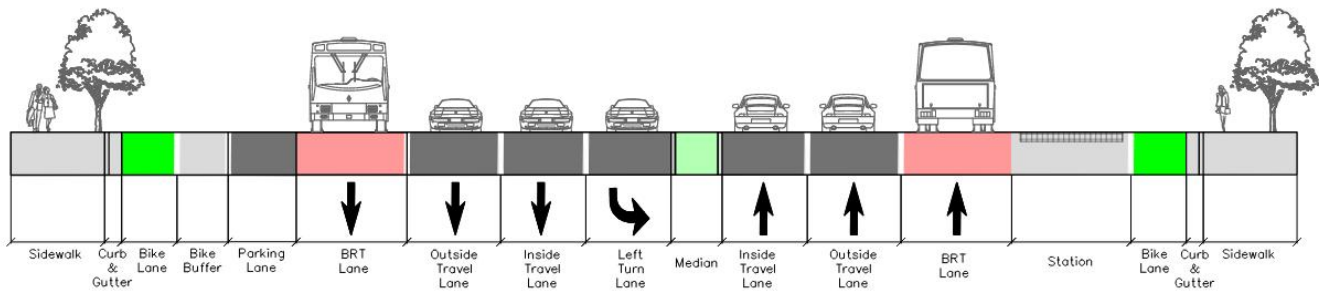 Sidewalk
Curb
&
Gutter
Bike
Lane
Bike
Buffer
Parking
Lane
BRT
Lane
Outside
Travel
Lane
Inside
Travel
Lane
Left
Turn
Lane
Median
Inside
Travel
Lane
Outside
Travel
Lane
BRT
Lane
Station
Bike
Lane
Curb
&
Gutter
Sidewalk